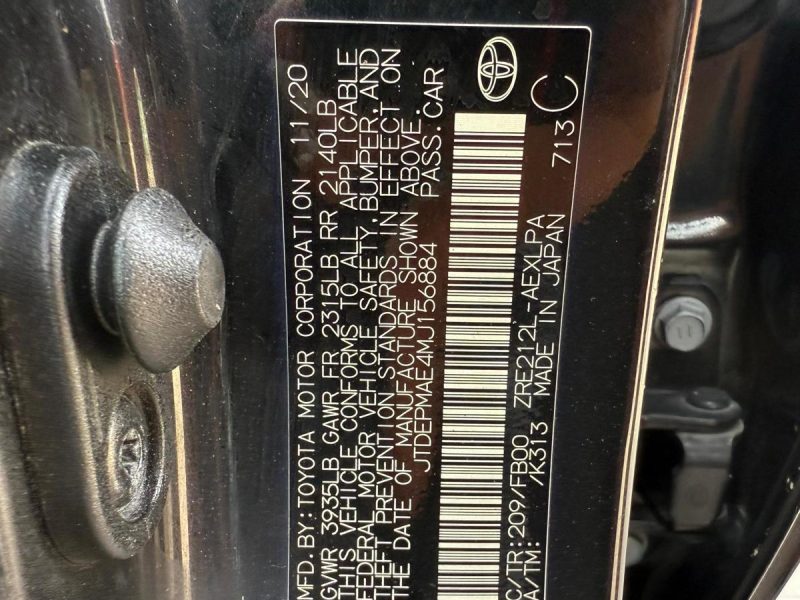 MFD.BY:TOYOTA MOTOR CORPORATION 11/20
GVWR 3935LB GAWR FR 2315LB RR 2140LB
THIS VEHICLE CONFORMS TO ALL APPLICABLE
FEDERAL MOTOR VEHICLE SAFETY,BUMPER,AND
THEFT PREVENTION STANDARDS IN EFFECT ON
THE DATE OF MANUFACTURE SHOWN ABOVE.
JTDEPMAE4MJ156884 PASS.CAR
C/TR:209/FB00 ZRE212L-AEXLPA
A/TM: /K313 MADE IN JAPAN 713 C